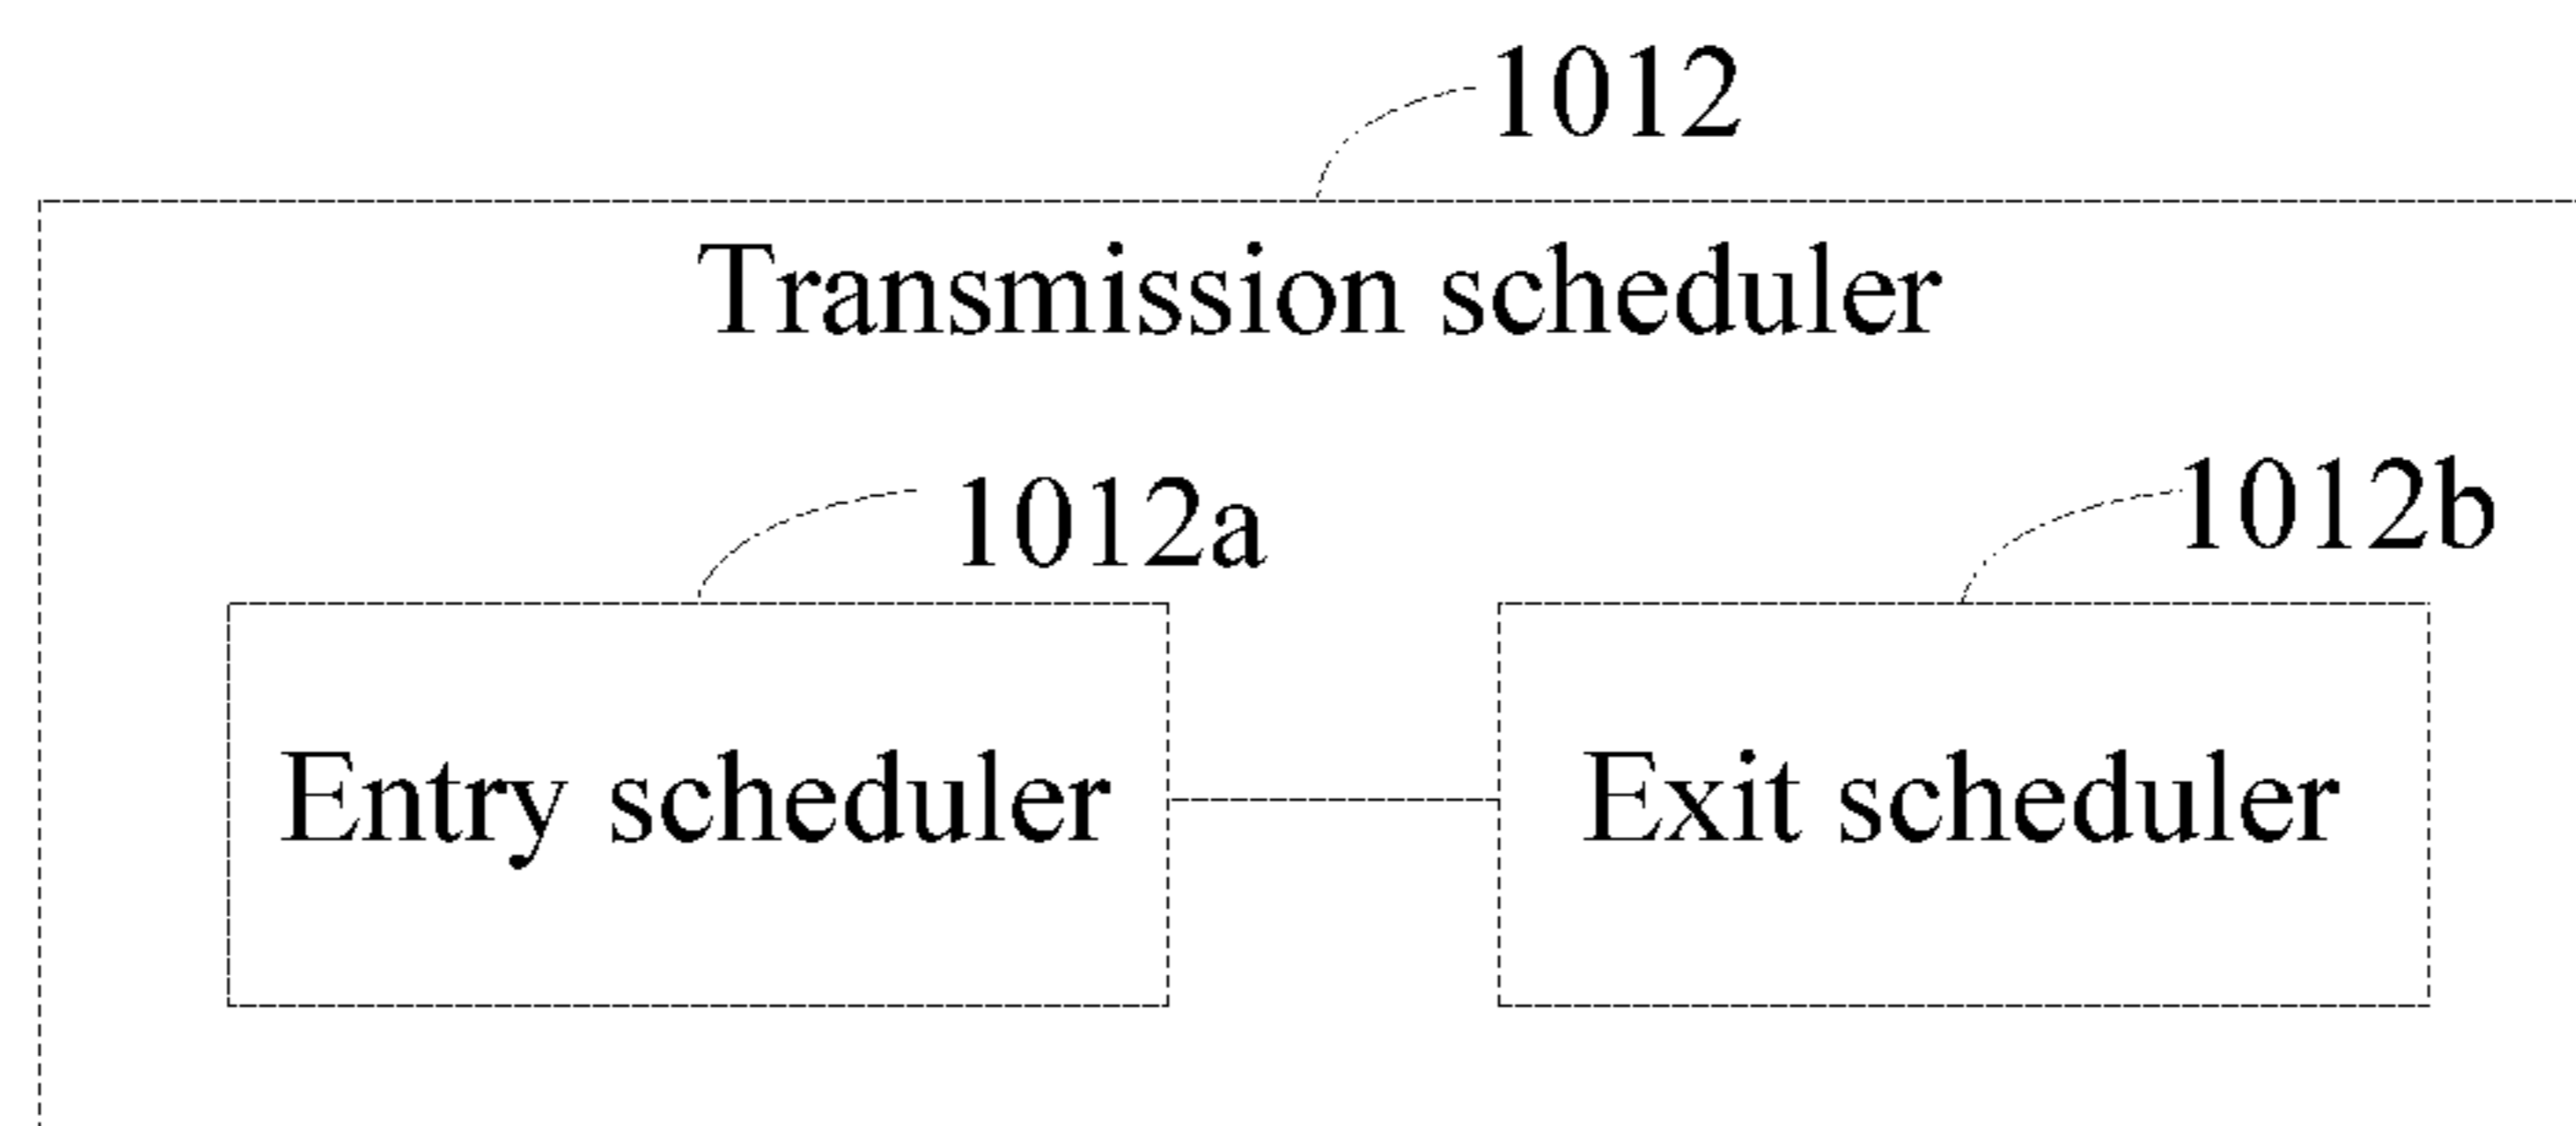 1012
Transmission scheduler
1012a
1012b
Entry scheduler
Exit scheduler